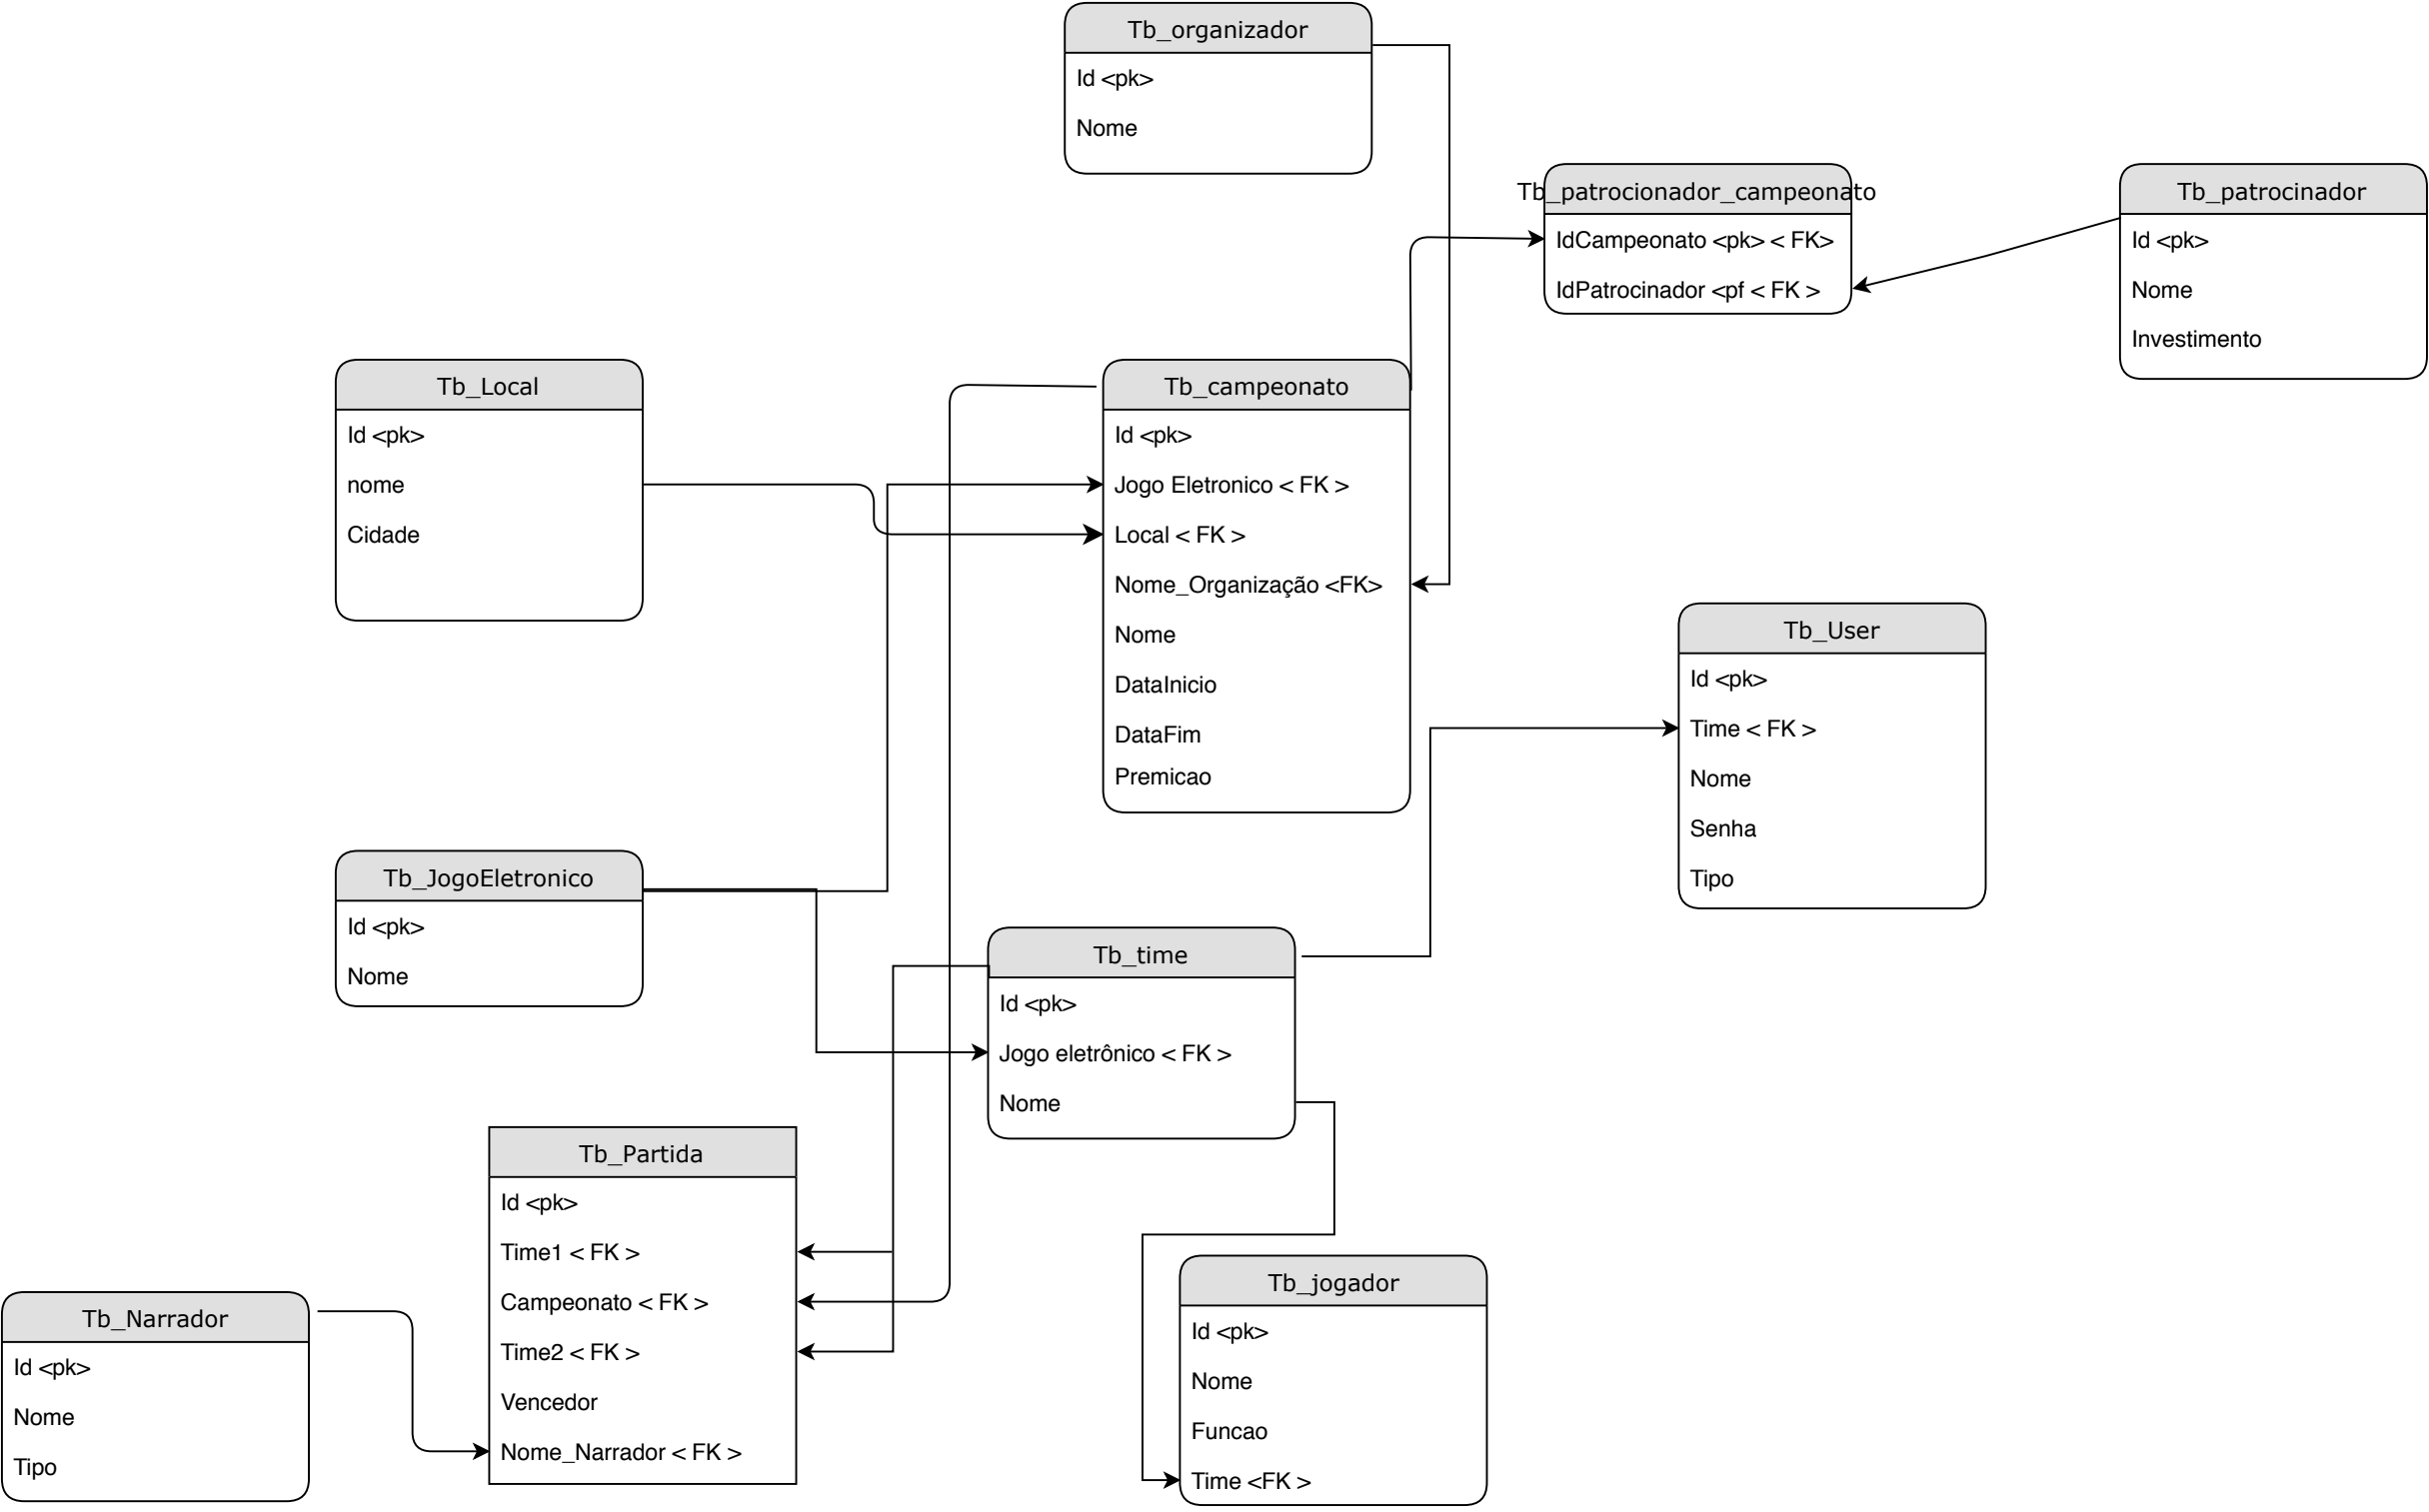 Tb_organizador
Id <pk>
Nome
Tb_patrocionador_campeonato
IdCampeonato <pk> < FK>
IdPatrocinador <pf < FK >
Tb_patrocinador
Id <pk>
Nome
Investimento
Tb_Local
Id <pk>
nome
Cidade
Tb_campeonato
Id <pk>
Jogo Eletronico < FK >
Local < FK >
Nome_Organização <FK>
Nome
DataInicio
DataFim
Premicao
Tb_User
Id <pk>
Time < FK >
Nome
Senha
Tipo
Tb_JogoEletronico
Id <pk>
Nome
Tb_time
Id <pk>
Jogo eletrônico < FK >
Nome
Tb_Partida
Id <pk>
Time1 < FK >
Campeonato < FK >
Time2 < FK >
Vencedor
Nome_Narrador < FK >
Tb_jogador
Id <pk>
Nome
Funcao
Time <FK >
Tb_Narrador
Id <pk>
Nome
Tipo